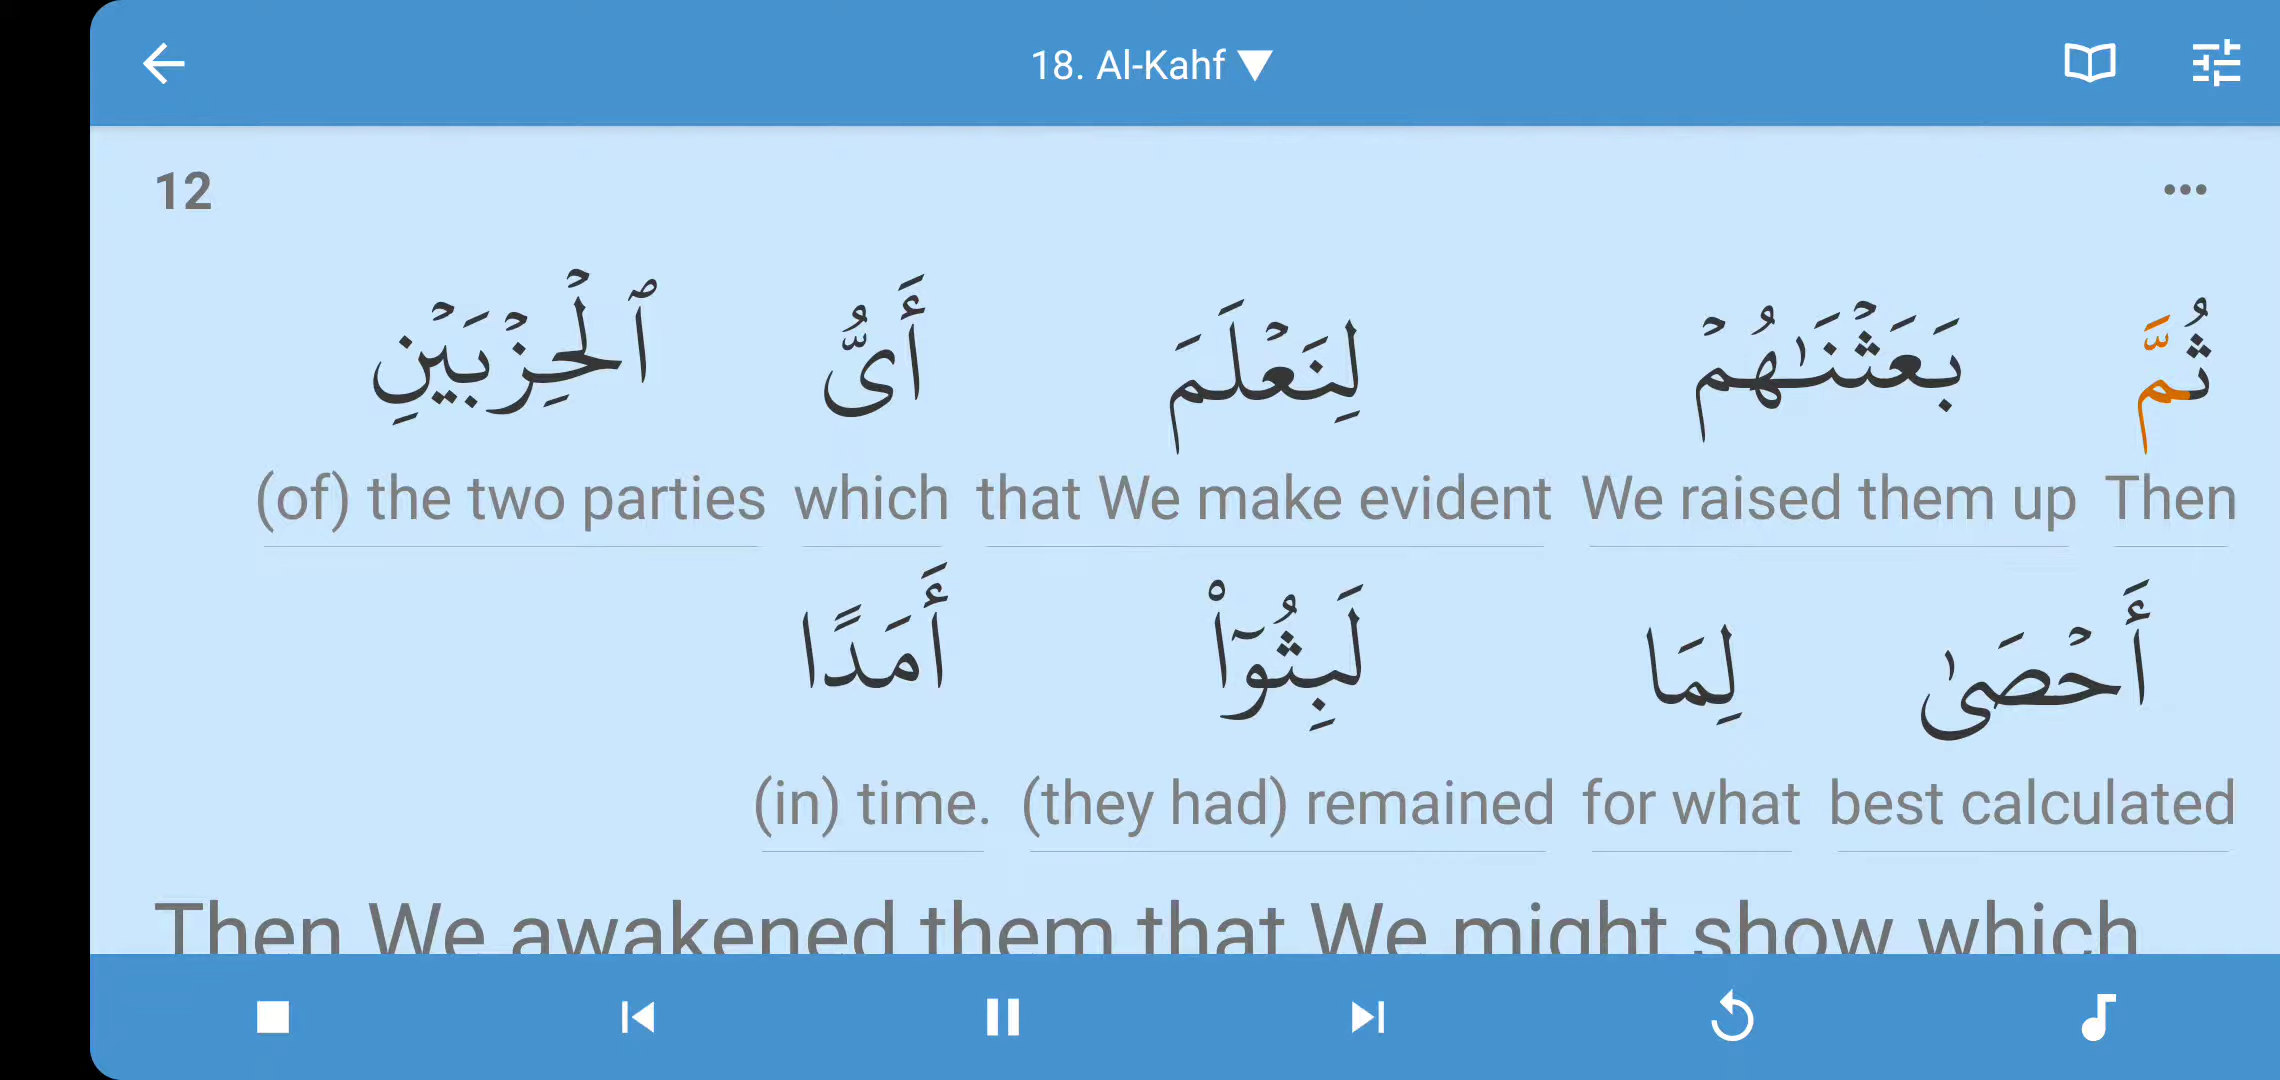 18. Al-Kahf
12
ثُمَّ بَعَثْنَـٰهُمْ لِنَعْلَمَ أَىُّ ٱلْحِزْبَيْنِ
Then We raised them up that We make evident which (of) the two parties
أَحْصَىٰ لِمَا لَبِثُوٓا۟ أَمَدًا
best calculated for what (they had) remained (in) time.
Then We awakened them that We might show which